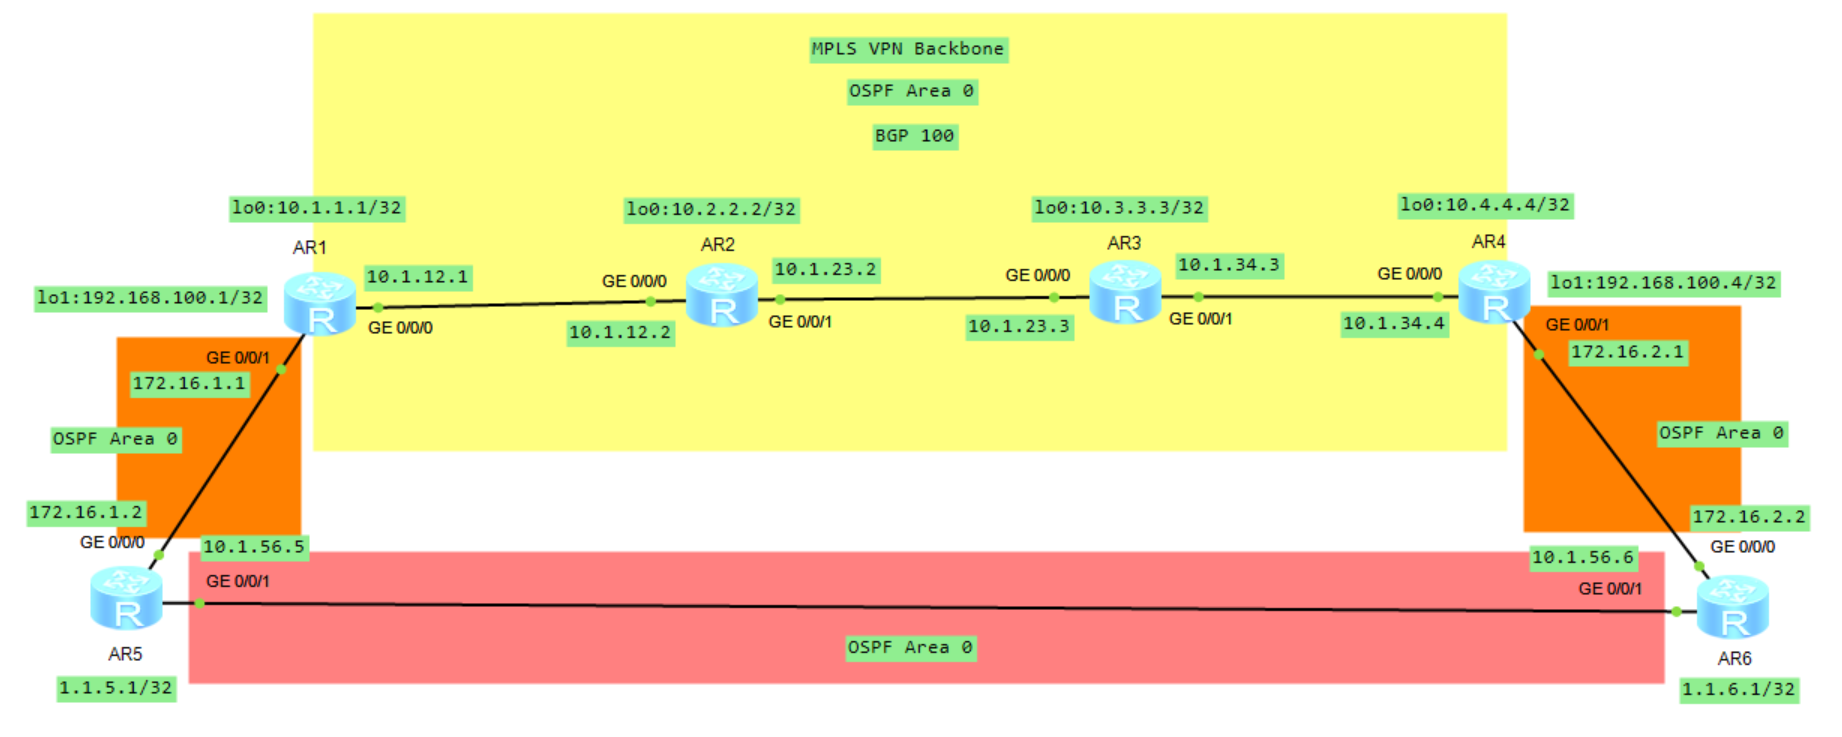 MPLS VPN Backbone
OSPF Area 0
BGP 100
lo0:10.1.1.1/32
lo0:10.2.2.2/32
lo0:10.3.3.3/32
lo0:10.4.4.4/32
AR1
AR2
AR3
AR4
lo1:192.168.100.1/32
R
10.1.12.1
GE 0/0/0
GE 0/0/0
10.1.12.2
R
10.1.23.2
GE 0/0/1
GE 0/0/0
10.1.23.3
R
10.1.34.3
GE 0/0/1
GE 0/0/0
10.1.34.4
R
lo1:192.168.100.4/32
GE 0/0/1
172.16.1.1
GE 0/0/1
172.16.2.1
OSPF Area 0
OSPF Area 0
172.16.1.2
GE 0/0/0
172.16.2.2
GE 0/0/0
10.1.56.5
GE 0/0/1
10.1.56.6
GE 0/0/1
R
R
OSPF Area 0
AR5
1.1.5.1/32
AR6
1.1.6.1/32